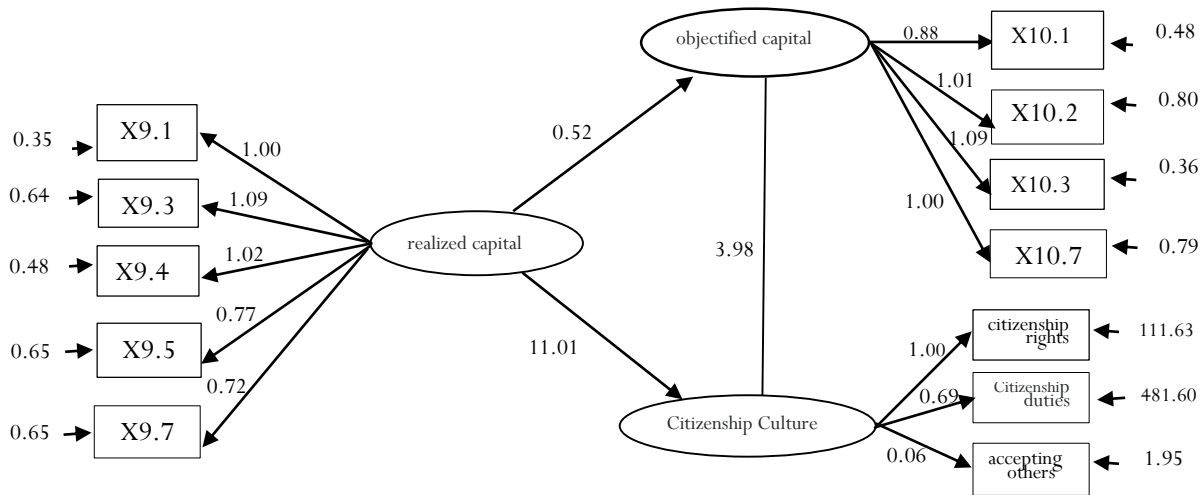 objectified capital
0.88
X10.1
0.48
1.01
X10.2
0.80
1.09
X10.3
0.36
1.00
X10.7
0.79
0.35
X9.1
1.00
0.64
X9.3
1.09
0.48
X9.4
1.02
0.65
X9.5
0.77
0.65
X9.7
0.72
realized capital
0.52
3.98
11.01
Citizenship Culture
1.00
citizenship
rights
111.63
0.69
Citizenship
duties
481.60
0.06
accepting
others
1.95